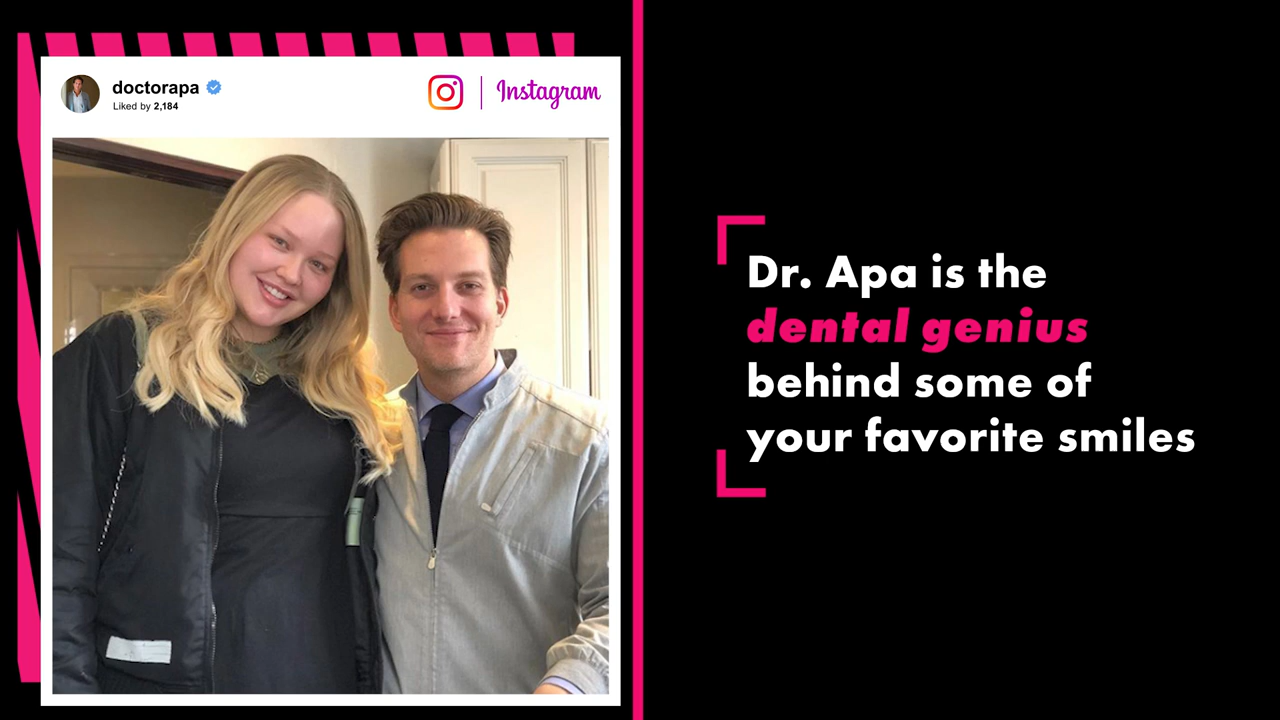 doctorapa
Liked by 2,184
Instagram
Dr. Apa is the
dental genius
behind some of
your favorite smiles